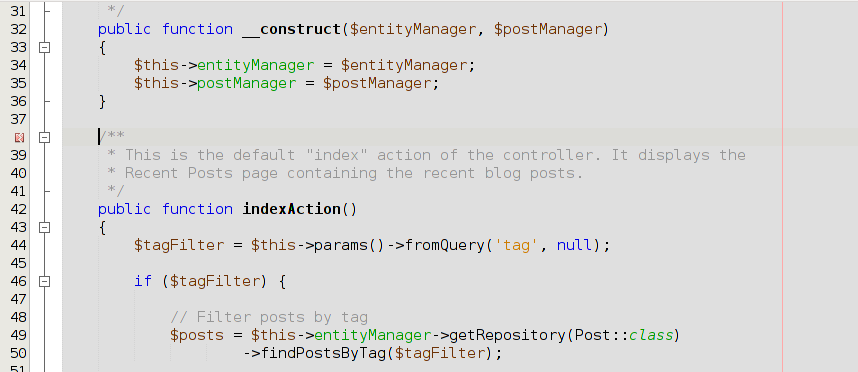 31      */
32     public function __construct($entityManager, $postManager)
33     {
34         $this->entityManager = $entityManager;
35         $this->postManager = $postManager;
36     }
37
       /**
39      * This is the default "index" action of the controller. It displays the
40      * Recent Posts page containing the recent blog posts.
41      */
42     public function indexAction()
43     {
44         $tagFilter = $this->params()->fromQuery('tag', null);
45
46         if ($tagFilter) {
47
48             // Filter posts by tag
49             $posts = $this->entityManager->getRepository(Post::class)
50                     ->findPostsByTag($tagFilter);
51